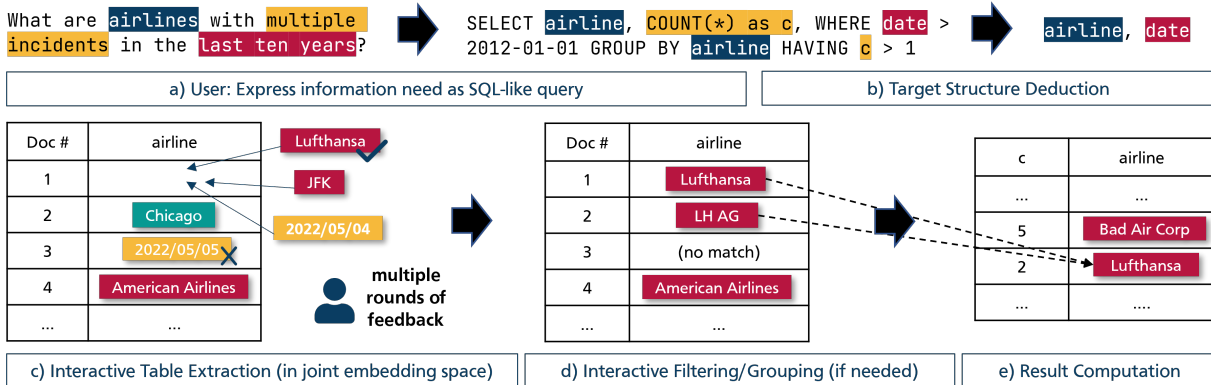 What are airlines with multiple
incidents in the last ten years?
SELECT airline, COUNT(*) as c, WHERE date >
2012-01-01 GROUP BY airline HAVING c > 1
airline, date
a) User: Express information need as SQL-like query
b) Target Structure Deduction
Doc # airline
1
2 Chicago
3 2022/05/05
4 American Airlines
... ...
Lufthansa
JFK
2022/05/04
multiple
rounds of
feedback
Doc # airline
1 Lufthansa
2 LH AG
3 (no match)
4 American Airlines
... ...
c airline
... ...
5 Bad Air Corp
2 Lufthansa
.... ....
c) Interactive Table Extraction (in joint embedding space)
d) Interactive Filtering/Grouping (if needed)
e) Result Computation